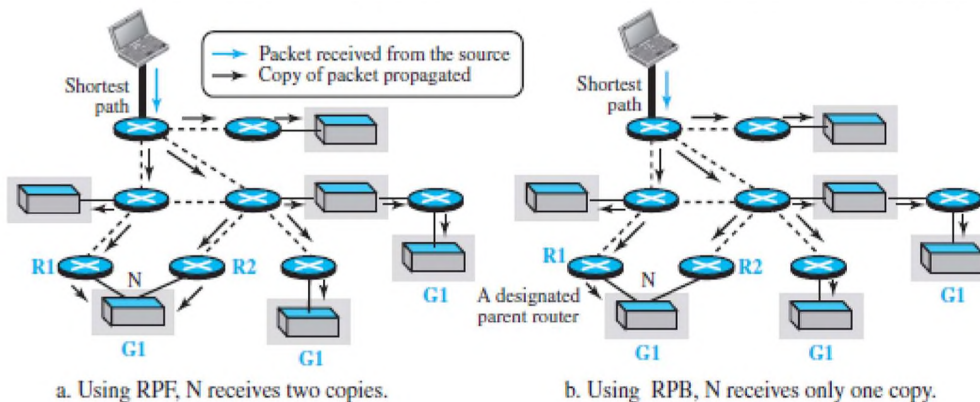 Packet received from the source
Copy of packet propagated
Shortest
path
R1
N
R2
G1
G1
G1
a. Using RPF, N receives two copies.
Shortest
path
R1
N
R2
A designated
parent router
G1
G1
G1
b. Using RPB, N receives only one copy.